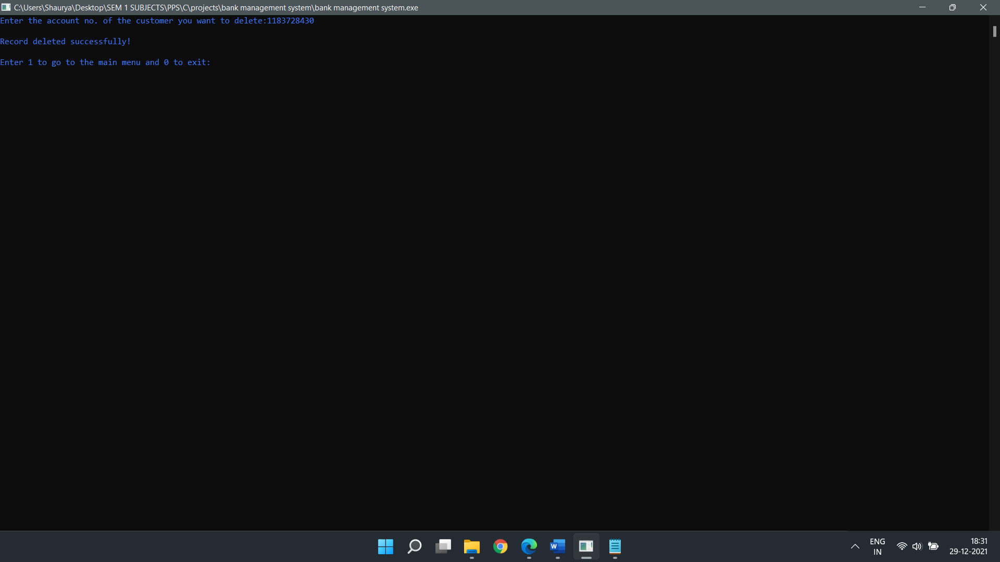 C:\Users\Shaurya\Desktop\SEM 1 SUBJECTS\PPS\C\projects\bank management system\bank management system.exe
Enter the account no. of the customer you want to delete:1183728430
Record deleted successfully!
Enter 1 to go to the main menu and 0 to exit:
W
ENG
IN
18:31
29-12-2021